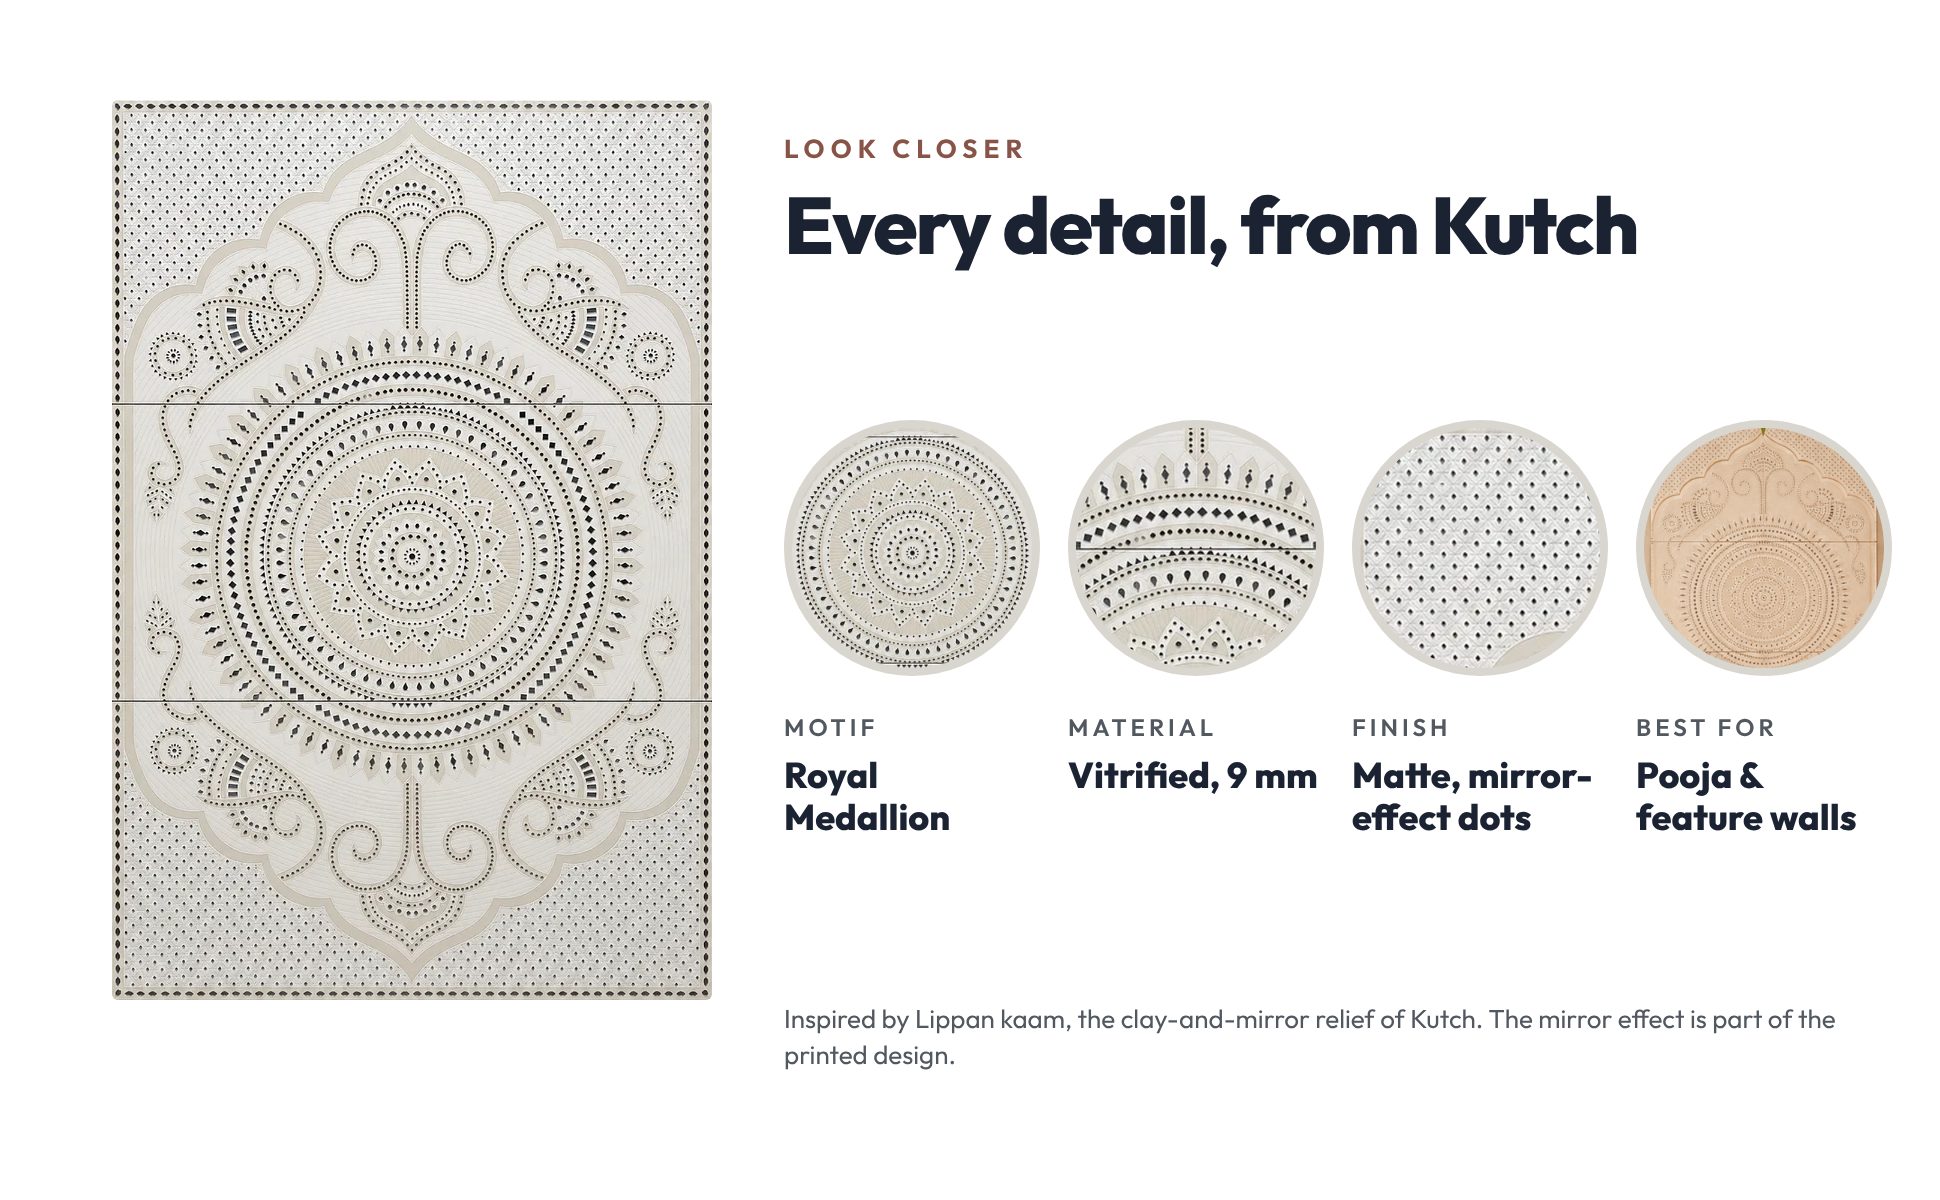 LOOK CLOSER
Every detail, from Kutch
MOTIF
Royal
Medallion
MATERIAL
Vitrified, 9 mm
FINISH
Matte, mirror-
effect dots
BEST FOR
Pooja &
feature walls
Inspired by Lippan kaam, the clay-and-mirror relief of Kutch. The mirror effect is part of the
printed design.